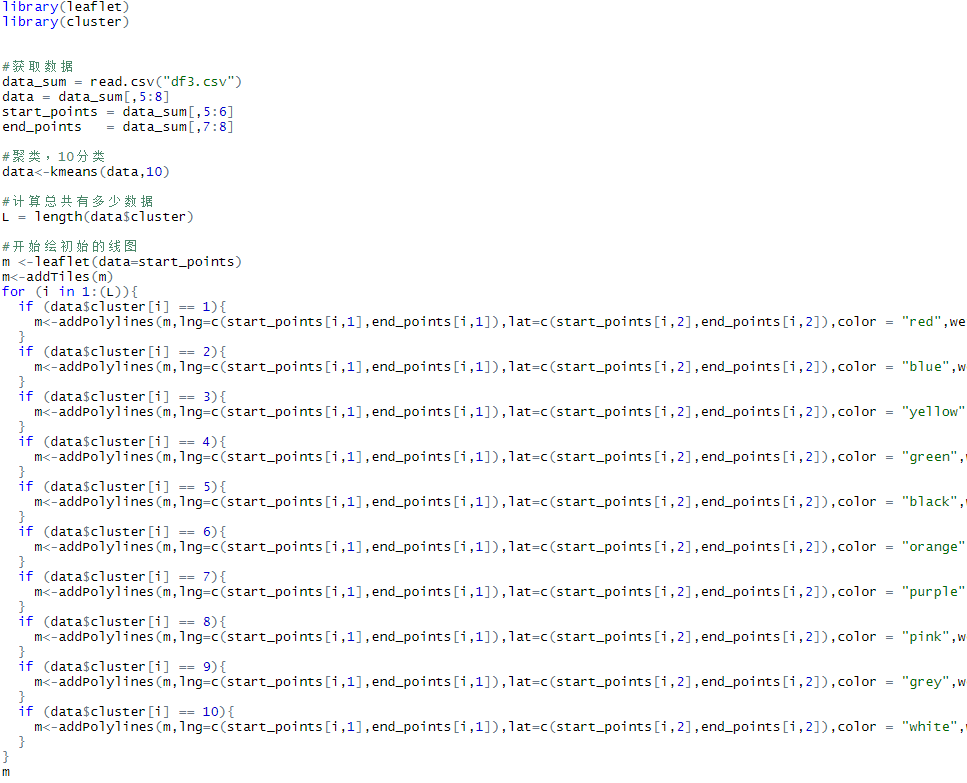 library(leaflet)
library(cluster)
#获取数据
data_sum = read.csv("df3.csv")
data = data_sum[,5:8]
start_points = data_sum[,5:6]
end_points   = data_sum[,7:8]
#聚类，10分类
data<-kmeans(data,10)
#计算总共有多少数据
L = length(data$cluster)
#开始绘初始的线图
m <-leaflet(data=start_points)
m<-addTiles(m)
for (i in 1:(L)){
  if (data$cluster[i] == 1){
    m<-addPolylines(m,lng=c(start_points[i,1],end_points[i,1]),lat=c(start_points[i,2],end_points[i,2]),color = "red",we
  }
  if (data$cluster[i] == 2){
    m<-addPolylines(m,lng=c(start_points[i,1],end_points[i,1]),lat=c(start_points[i,2],end_points[i,2]),color = "blue",w
  }
  if (data$cluster[i] == 3){
    m<-addPolylines(m,lng=c(start_points[i,1],end_points[i,1]),lat=c(start_points[i,2],end_points[i,2]),color = "yellow"
  }
  if (data$cluster[i] == 4){
    m<-addPolylines(m,lng=c(start_points[i,1],end_points[i,1]),lat=c(start_points[i,2],end_points[i,2]),color = "green",w
  }
  if (data$cluster[i] == 5){
    m<-addPolylines(m,lng=c(start_points[i,1],end_points[i,1]),lat=c(start_points[i,2],end_points[i,2]),color = "black",w
  }
  if (data$cluster[i] == 6){
    m<-addPolylines(m,lng=c(start_points[i,1],end_points[i,1]),lat=c(start_points[i,2],end_points[i,2]),color = "orange"
  }
  if (data$cluster[i] == 7){
    m<-addPolylines(m,lng=c(start_points[i,1],end_points[i,1]),lat=c(start_points[i,2],end_points[i,2]),color = "purple"
  }
  if (data$cluster[i] == 8){
    m<-addPolylines(m,lng=c(start_points[i,1],end_points[i,1]),lat=c(start_points[i,2],end_points[i,2]),color = "pink",w
  }
  if (data$cluster[i] == 9){
    m<-addPolylines(m,lng=c(start_points[i,1],end_points[i,1]),lat=c(start_points[i,2],end_points[i,2]),color = "grey",w
  }
  if (data$cluster[i] == 10){
    m<-addPolylines(m,lng=c(start_points[i,1],end_points[i,1]),lat=c(start_points[i,2],end_points[i,2]),color = "white",w
  }
}
m